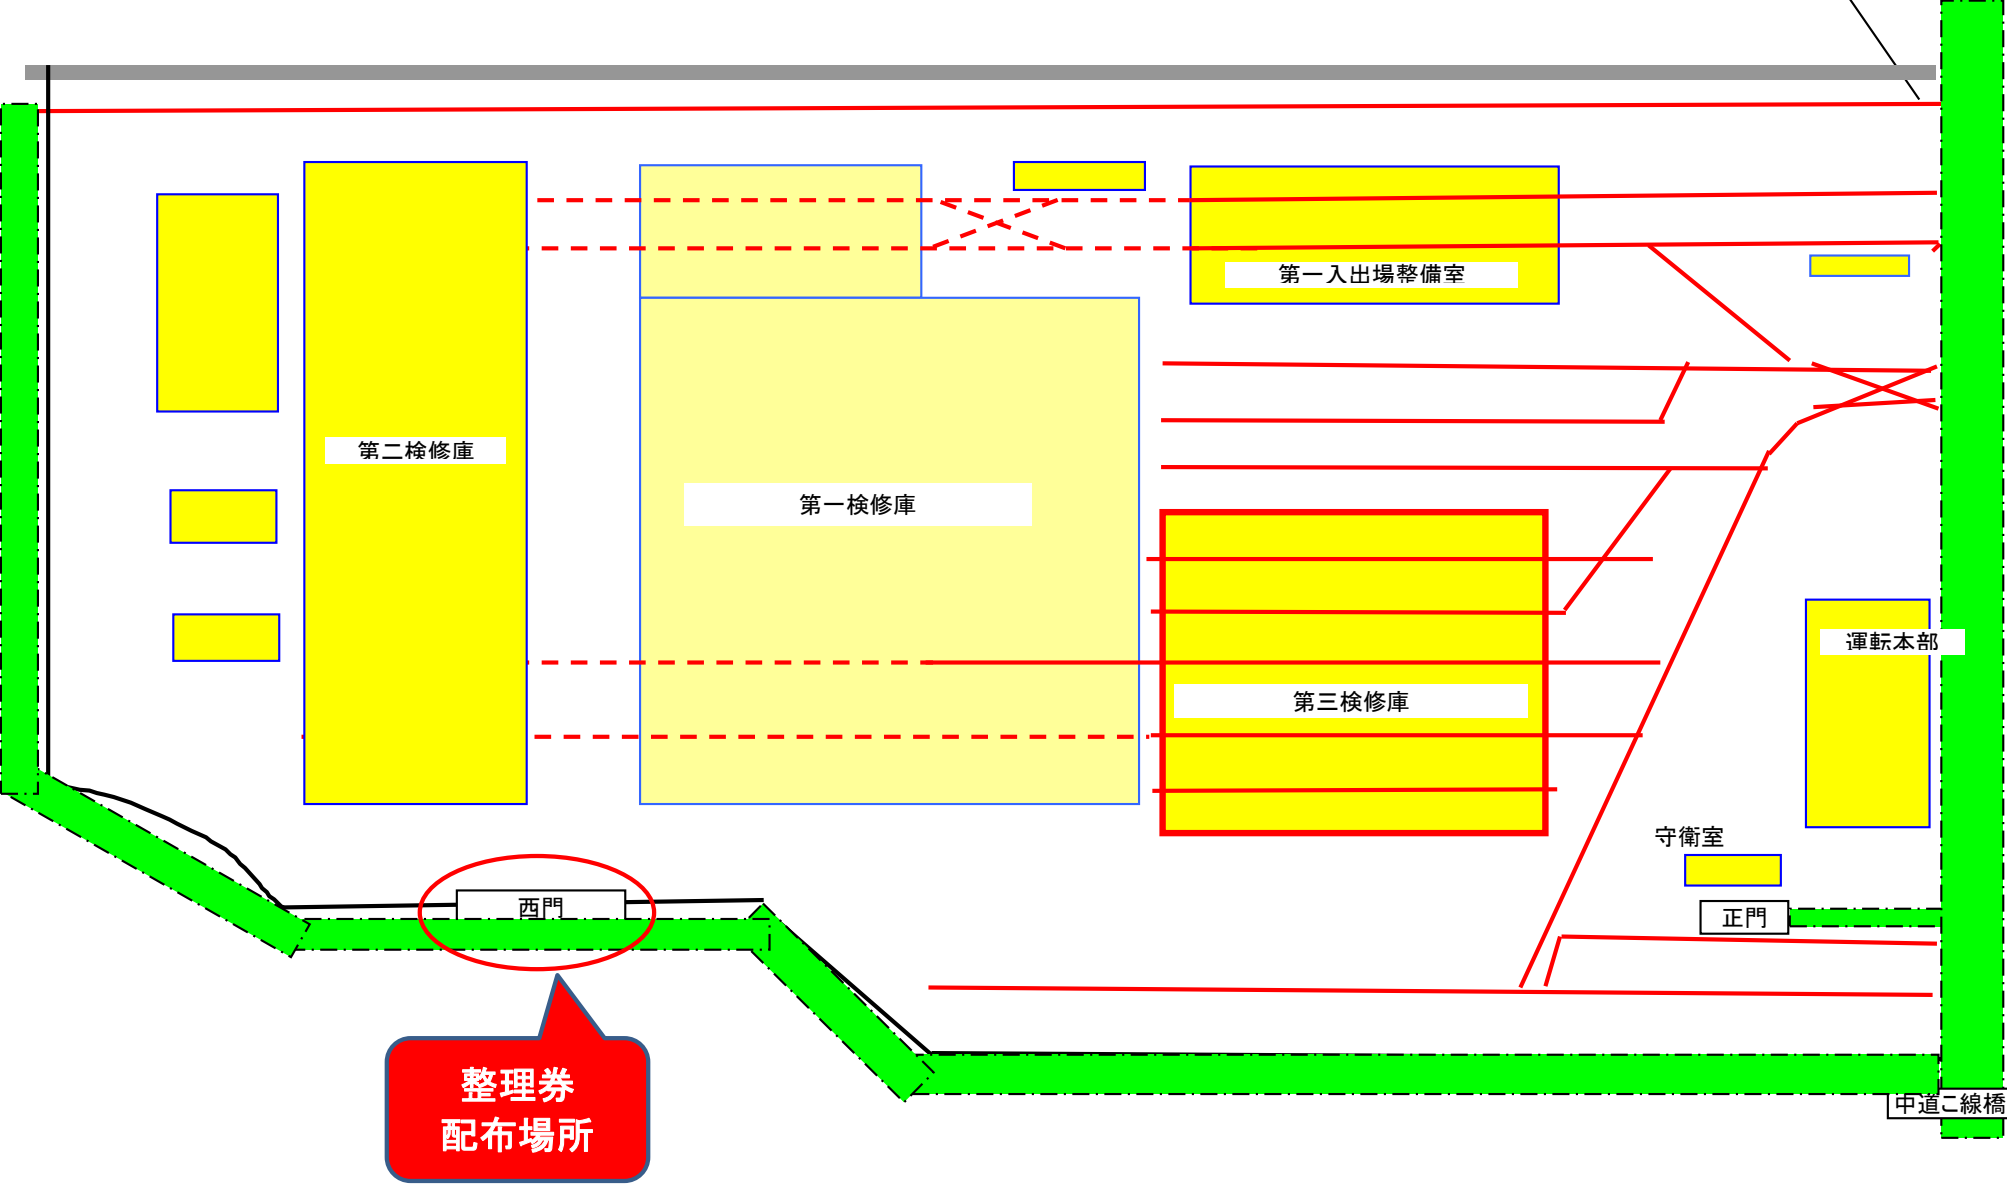 第一入出場整備室
第二検修庫
第一検修庫
運転本部
第三検修庫
守衛室
西門
正門
整理券
配布場所
中道こ線橋